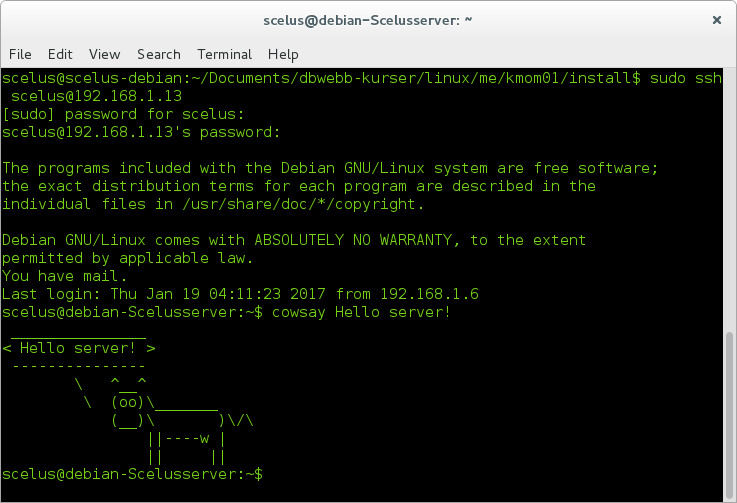 scelus@debian-Scelusserver: ~
File Edit View Search Terminal Help
scelus@scelus-debian:~/Documents/dbwebb-kurser/linux/me/kmom01/install$ sudo ssh
 scelus@192.168.1.13
[sudo] password for scelus:
scelus@192.168.1.13's password:

The programs included with the Debian GNU/Linux system are free software;
the exact distribution terms for each program are described in the
individual files in /usr/share/doc/*/copyright.

Debian GNU/Linux comes with ABSOLUTELY NO WARRANTY, to the extent
permitted by applicable law.
You have mail.
Last login: Thu Jan 19 04:11:23 2017 from 192.168.1.6
scelus@debian-Scelusserver:~$ cowsay Hello server!
 _______________
< Hello server! >
 ---------------
        \   ^__^
         \  (oo)\_______
            (__)\       )\/\
                ||----w |
                ||     ||
scelus@debian-Scelusserver:~$